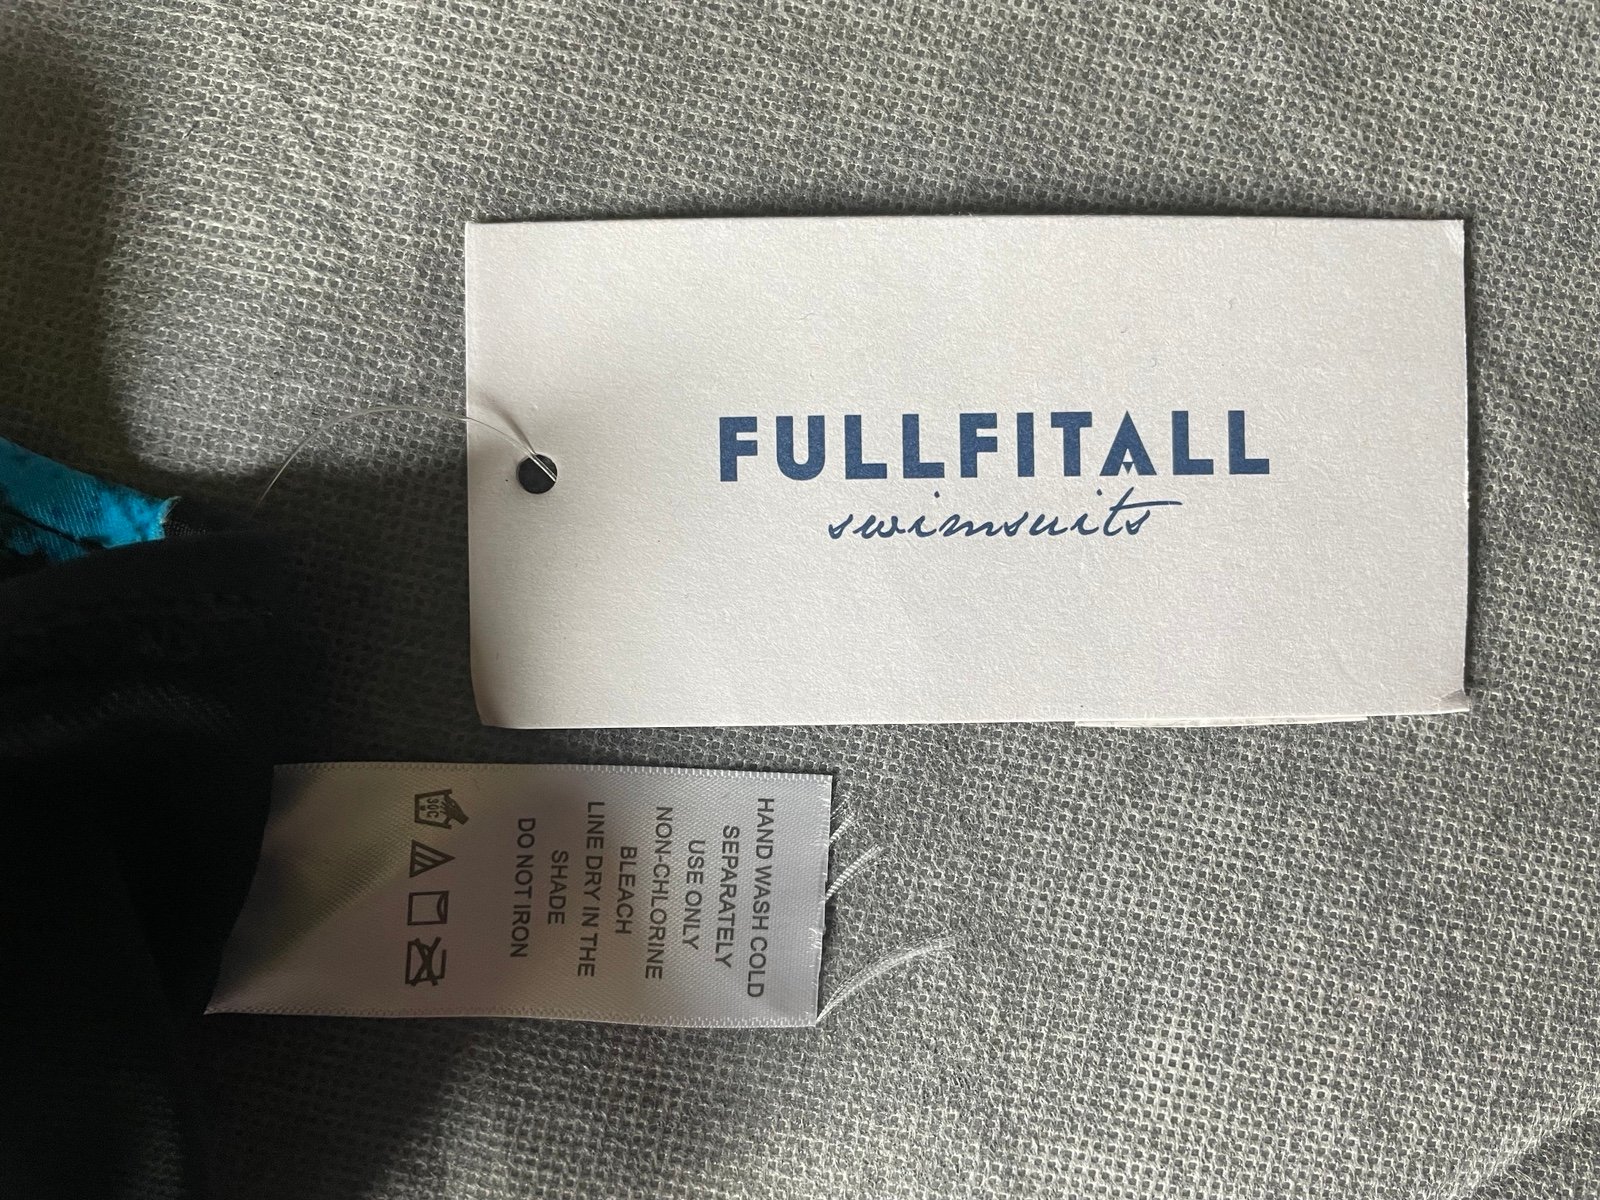 FULLFITALL
swimsuits
HAND WASH COLD
SEPARATELY
USE ONLY
NON-CHLORINE
BLEACH
LINE DRY IN THE
SHADE
DO NOT IRON
30C